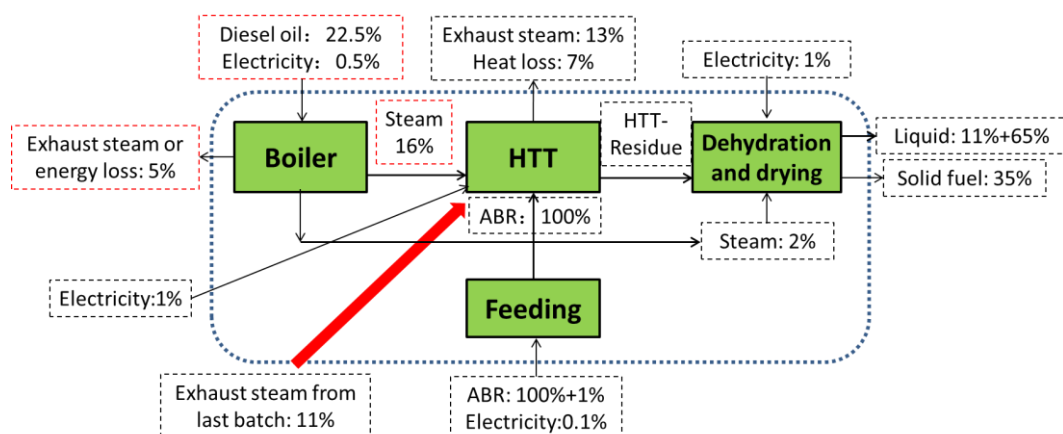 Diesel oil： 22.5%
Electricity： 0.5%
Exhaust steam: 13%
Heat loss: 7%
Electricity: 1%
Exhaust steam or
energy loss: 5%
Boiler
Steam
16%
HTT
HTT-
Residue
Dehydration
and drying
Liquid: 11%+65%
Solid fuel: 35%
ABR： 100%
Steam: 2%
Electricity:1%
Feeding
Exhaust steam from
last batch: 11%
ABR: 100%+1%
Electricity:0.1%